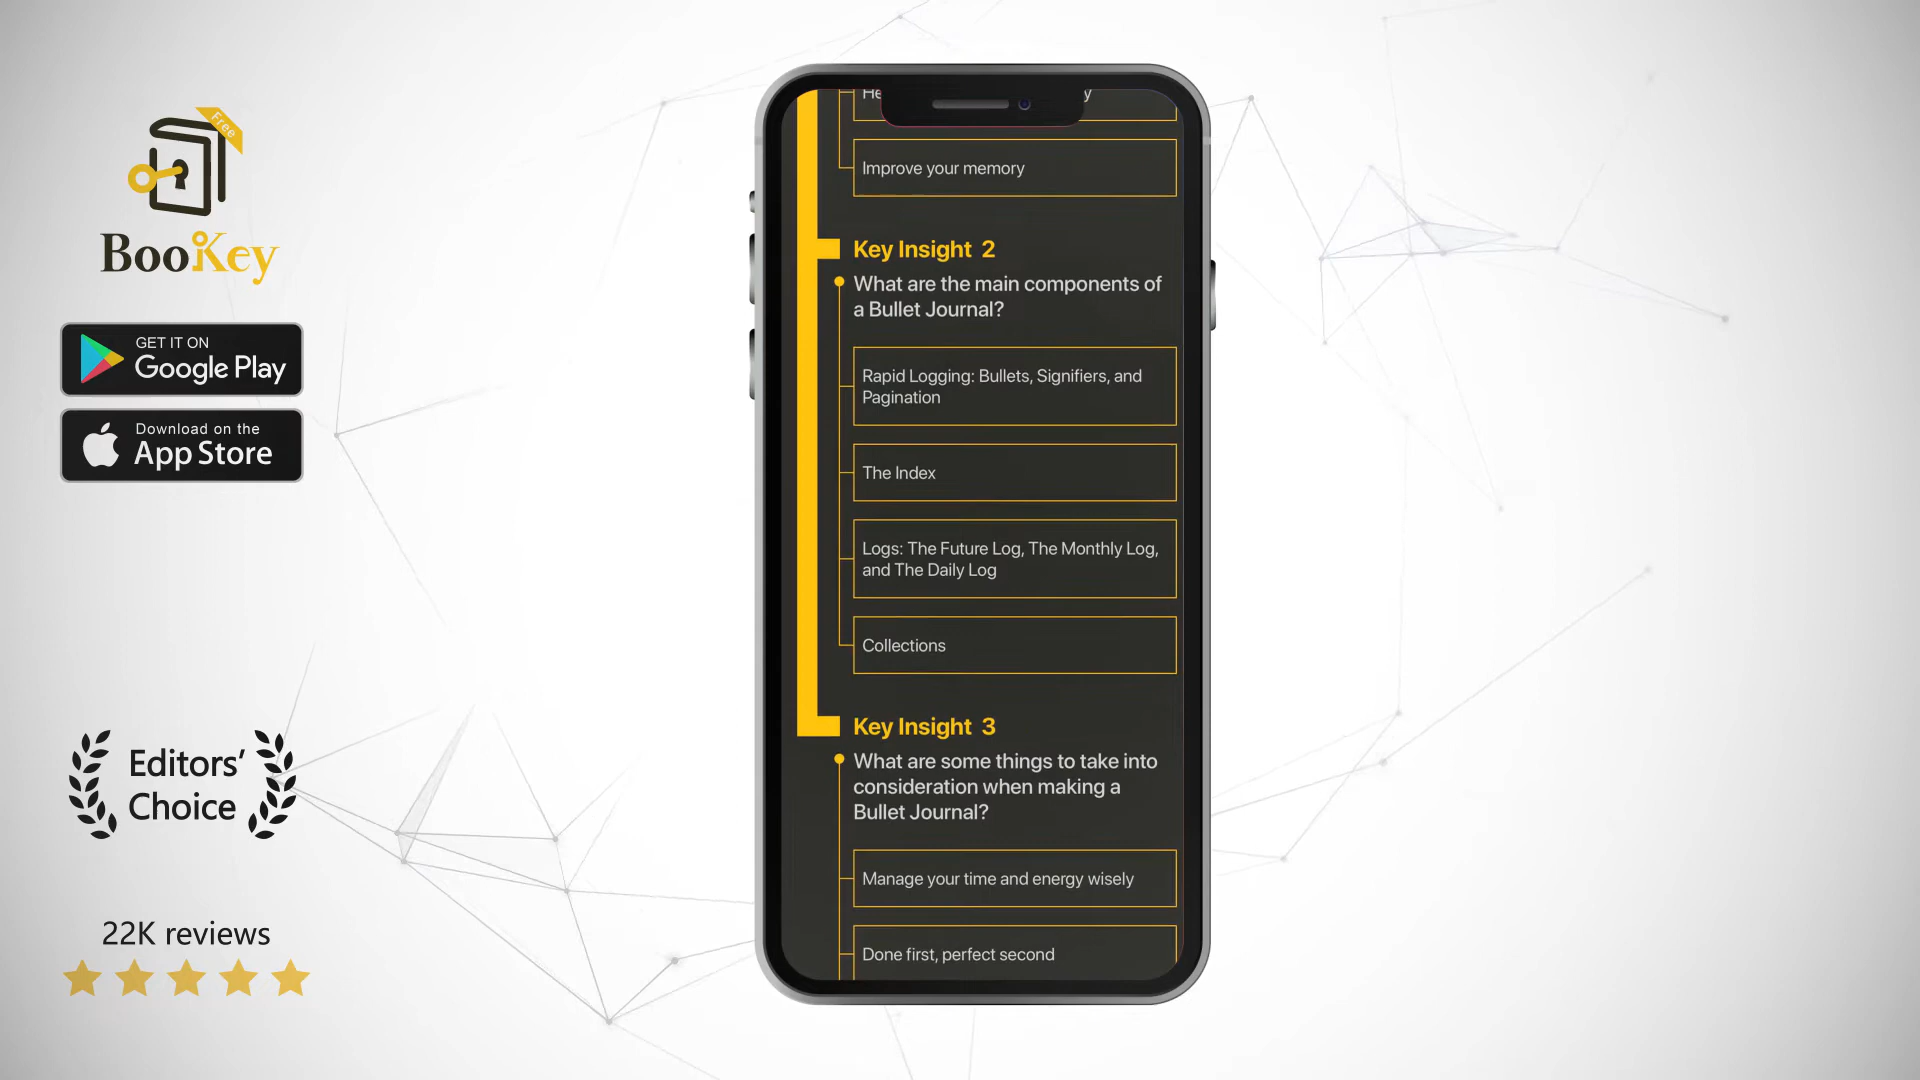 Free
BooKey
GET IT ON
Google Play
Download on the
App Store
Editors’
Choice
22K reviews
Improve your memory
Key Insight 2
What are the main components of
a Bullet Journal?
Rapid Logging: Bullets, Signifiers, and
Pagination
The Index
Logs: The Future Log, The Monthly Log,
and The Daily Log
Collections
Key Insight 3
What are some things to take into
consideration when making a
Bullet Journal?
Manage your time and energy wisely
Done first, perfect second